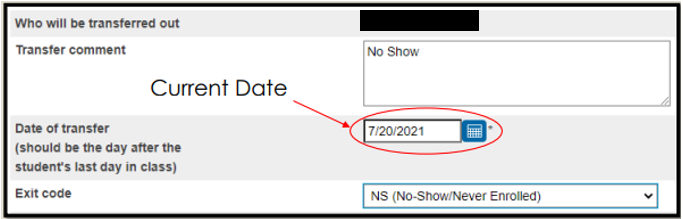 Who will be transferred out
Transfer comment
No Show
Current Date
Date of transfer
(should be the day after the
student's last day in class)
7/20/2021
*
Exit code
NS (No-Show/Never Enrolled)